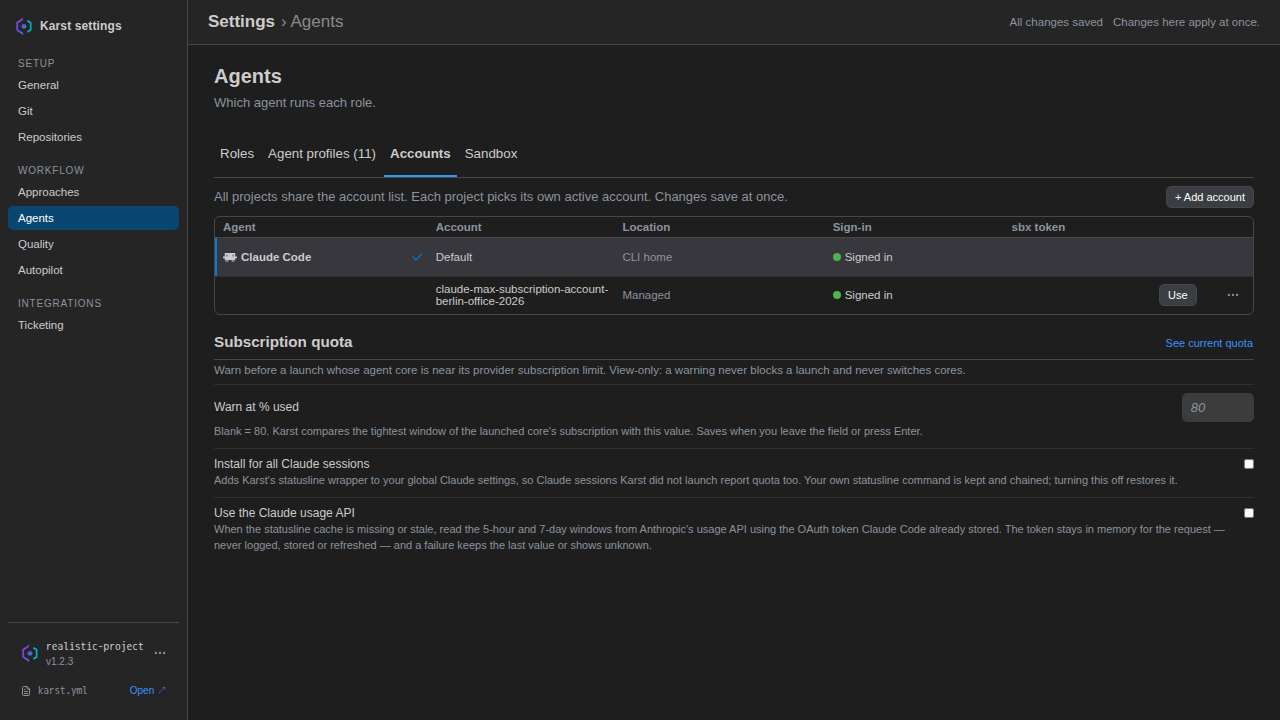 Karst settings
SETUP
General
Git
Repositories
WORKFLOW
Approaches
Agents
Quality
Autopilot
INTEGRATIONS
Ticketing
realistic-project
v1.2.3
karst.yml
Open ↗
Settings › Agents
All changes saved Changes here apply at once.
Agents
Which agent runs each role.
Roles Agent profiles (11) Accounts Sandbox
All projects share the account list. Each project picks its own active account. Changes save at once.
+ Add account
Agent Account Location Sign-in sbx token
Claude Code Default CLI home Signed in
claude-max-subscription-account-
berlin-office-2026
Managed Signed in Use
Subscription quota
See current quota
Warn before a launch whose agent core is near its provider subscription limit. View-only: a warning never blocks a launch and never switches cores.
Warn at % used
80
Blank = 80. Karst compares the tightest window of the launched core's subscription with this value. Saves when you leave the field or press Enter.
Install for all Claude sessions
Adds Karst's statusline wrapper to your global Claude settings, so Claude sessions Karst did not launch report quota too. Your own statusline command is kept and chained; turning this off restores it.
Use the Claude usage API
When the statusline cache is missing or stale, read the 5-hour and 7-day windows from Anthropic's usage API using the OAuth token Claude Code already stored. The token stays in memory for the request —
never logged, stored or refreshed — and a failure keeps the last value or shows unknown.